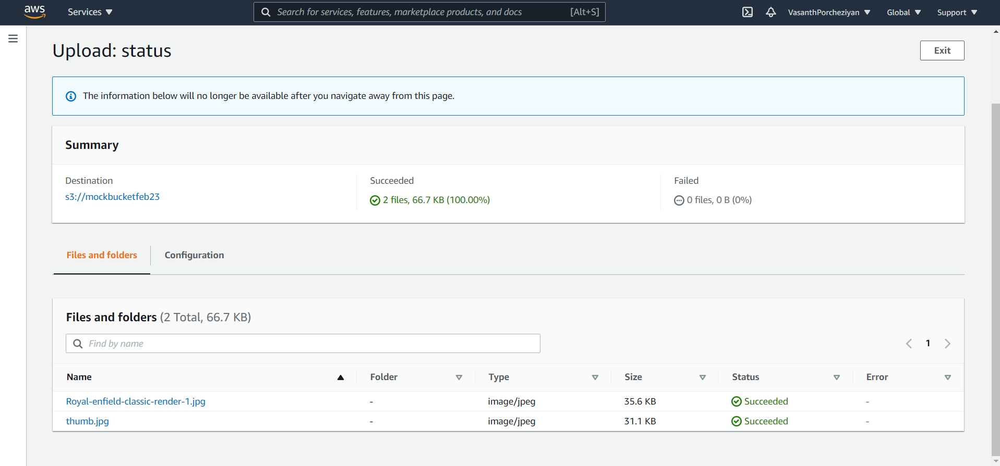 aws Services Search for services, features, marketplace products, and docs [Alt+S] VasanthPorcheziyan Global Support
Upload: status Exit
The information below will no longer be available after you navigate away from this page.
Summary
Destination Succeeded Failed
s3://mockbucketfeb23 2 files, 66.7 KB (100.00%) 0 files, 0 B (0%)
Files and folders Configuration
Files and folders (2 Total, 66.7 KB)
Find by name 1
Name Folder Type Size Status Error
Royal-enfield-classic-render-1.jpg - image/jpeg 35.6 KB Succeeded -
thumb.jpg - image/jpeg 31.1 KB Succeeded -